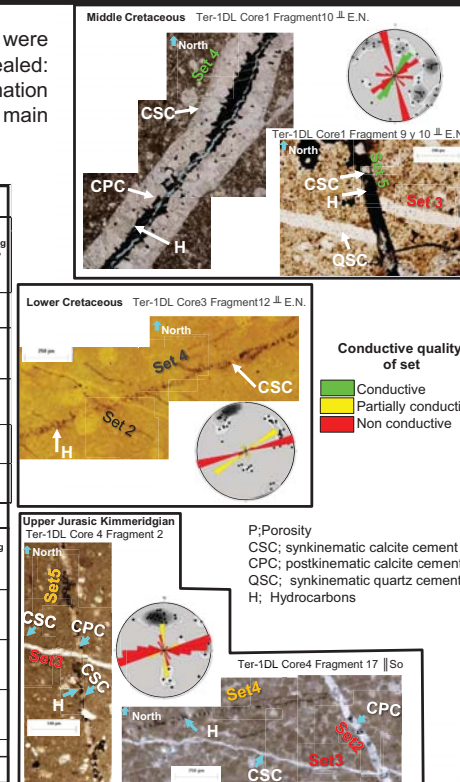 were
ealed:
nation
main
Middle Cretaceous Ter-1DL Core1 Fragment10 ╨ E.N.
North
Set 4
CSC
CPC
H
Ter-1DL Core1 Fragment 9 y 10 ╨ E.N.
North
Set 5
CSC
H
Set 3
QSC
Lower Cretaceous Ter-1DL Core3 Fragment12 ╨ E.N.
North
Set 4
CSC
Set 2
H
Conductive quality
of set
Conductive
Partially conducti
Non conductive
Upper Jurasic Kimmeridgian
Ter-1DL Core 4 Fragment 2
North
Set5
CSC
CPC
Set3
CSC
H
P;Porosity
CSC; synkinematic calcite cement
CPC; postkinematic calcite cement
QSC; synkinematic quartz cement
H; Hydrocarbons
Ter-1DL Core4 Fragment 17 ║So
Set4
North
H
CPC
Set2
Set3
CSC